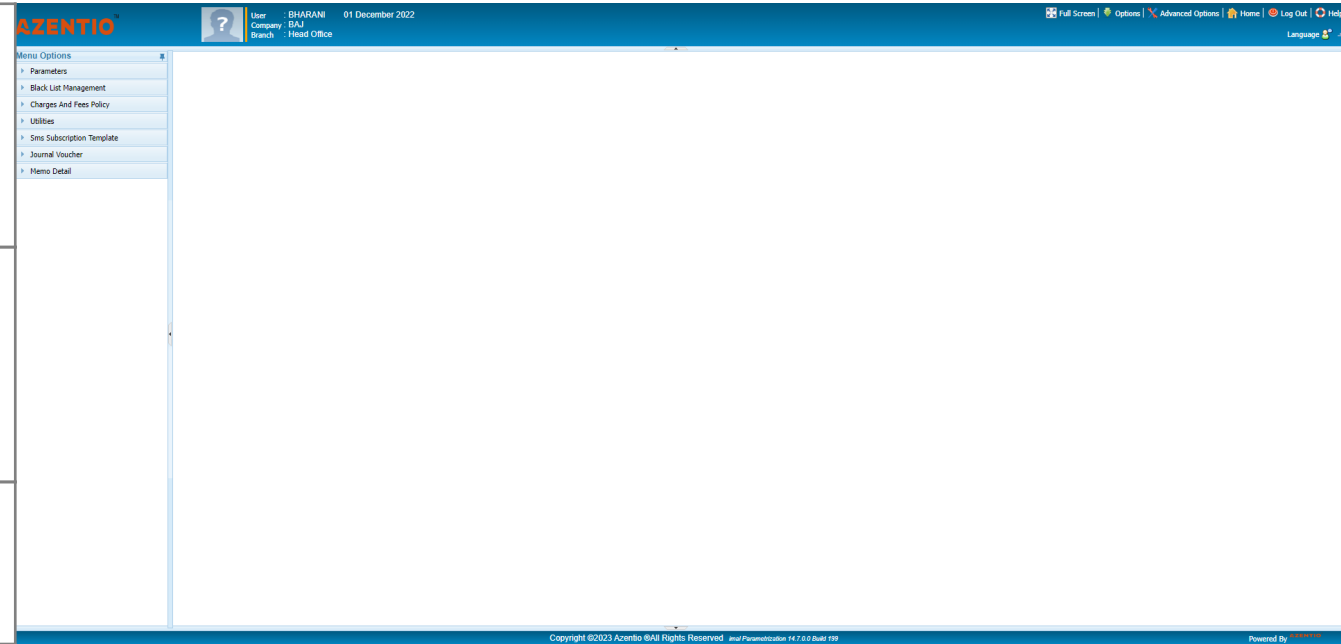 AZENTIO™
?
User : BHARANI 01 December 2022
Company : BAJ
Branch : Head Office
Full Screen | Options | Advanced Options | Home | Log Out | Help
Language
Menu Options
Parameters
Black List Management
Charges And Fees Policy
Utilities
Sms Subscription Template
Journal Voucher
Memo Detail
Copyright ©2023 Azentio ®All Rights Reserved imal Parametrization 14.7.0.0 Build 199
Powered By AZENTIO